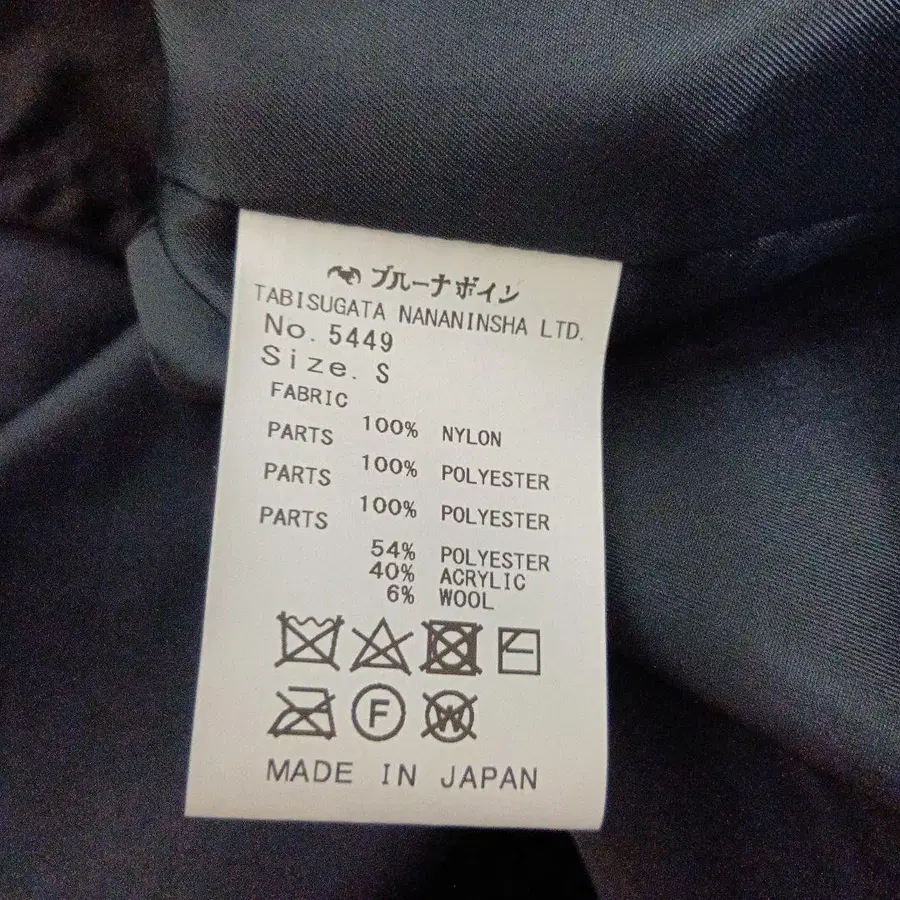 ブルーナボイン
TABISUGATA NANANINSHA LTD.
No. 5449
Size. S
FABRIC
100% NYLON
PARTS
100% POLYESTER
PARTS
100% POLYESTER
PARTS
54% POLYESTER
40% ACRYLIC
6% WOOL
F
W
MADE IN JAPAN